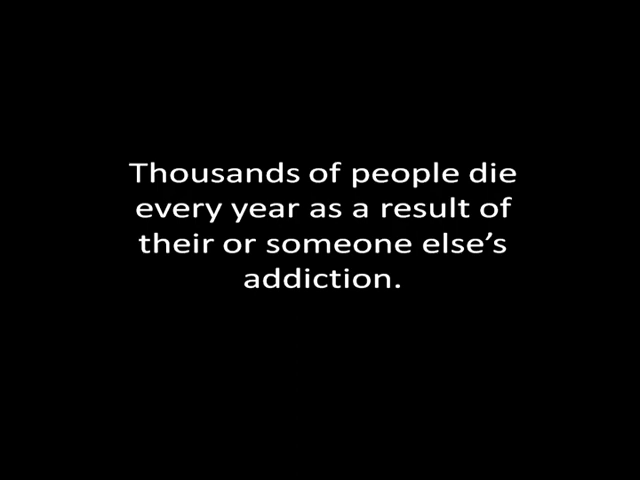 Thousands of people die
every year as a result of
their or someone else’s
addiction.